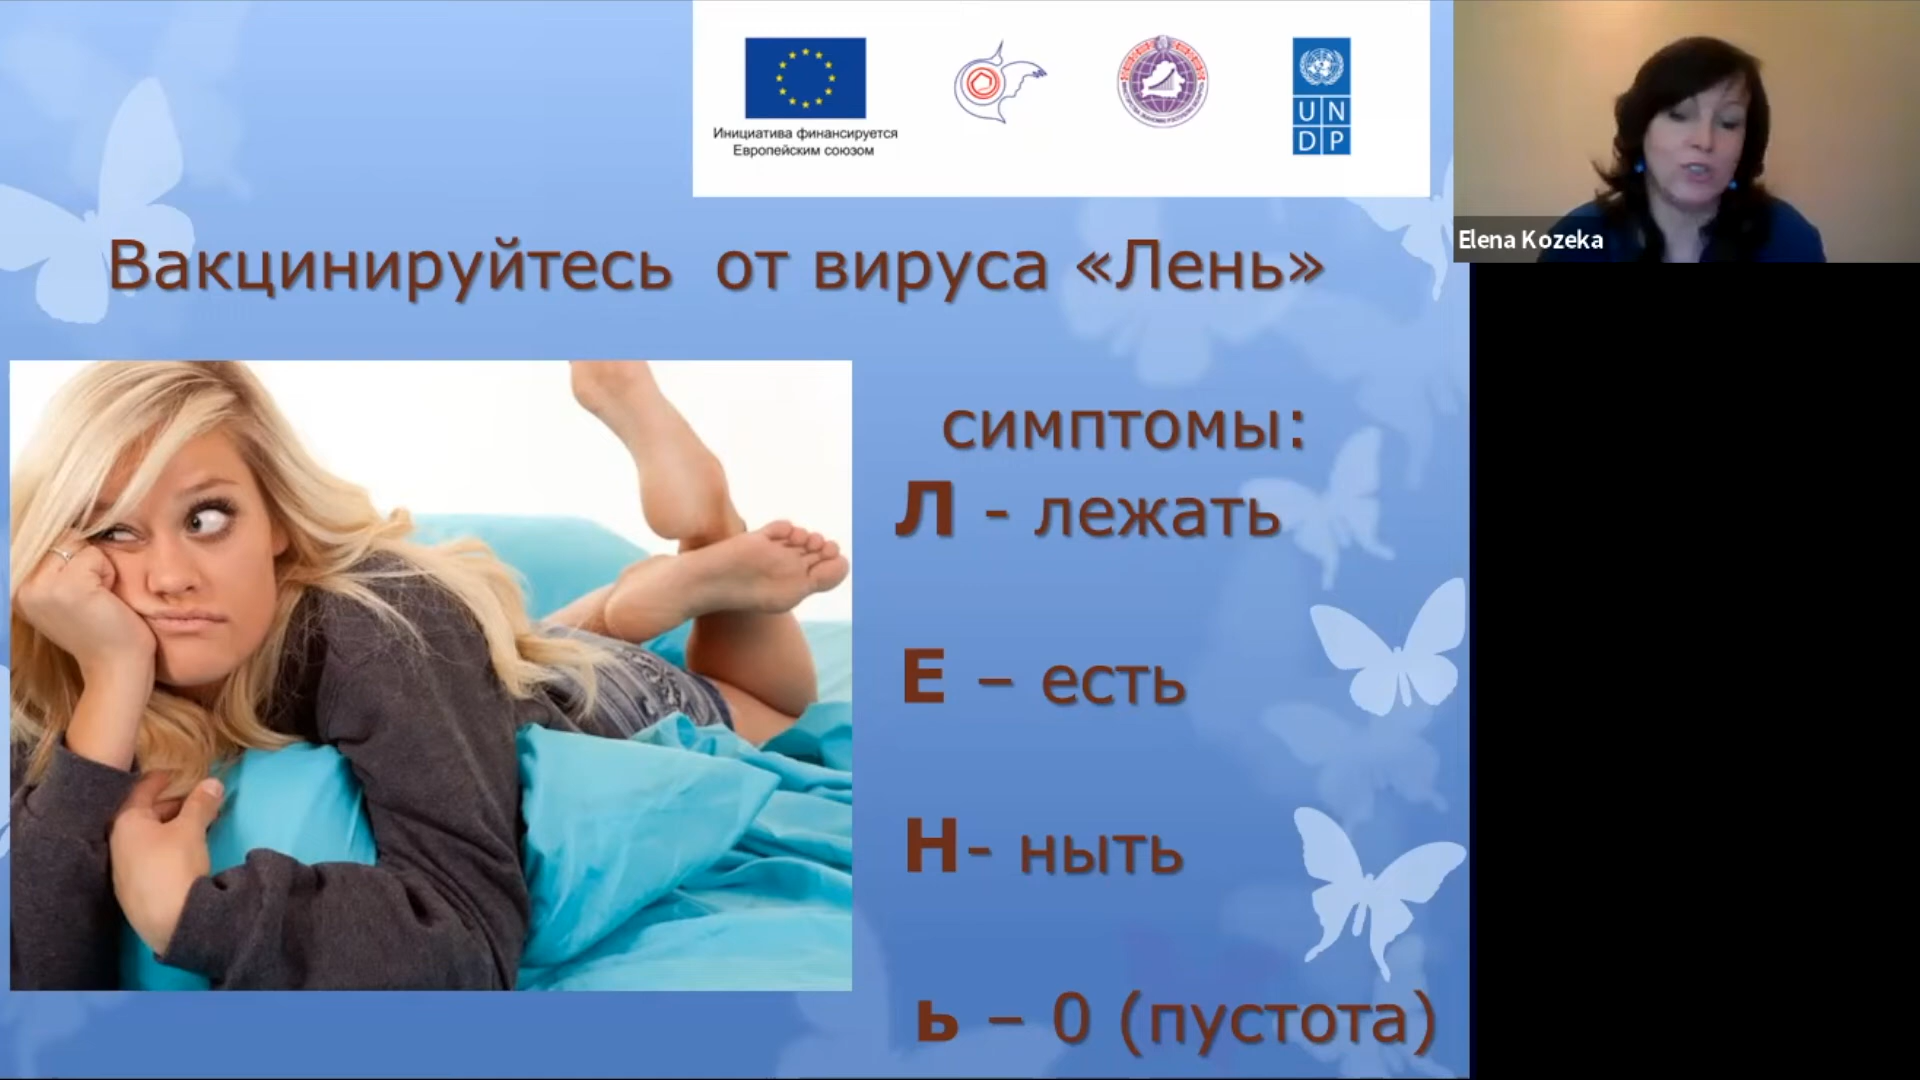 Инициатива финансируется
Европейским союзом
UN
DP
Elena Kozeka
Вакцинируйтесь от вируса «Лень»
симптомы:
Л - лежать
Е – есть
Н- ныть
ь – 0 (пустота)